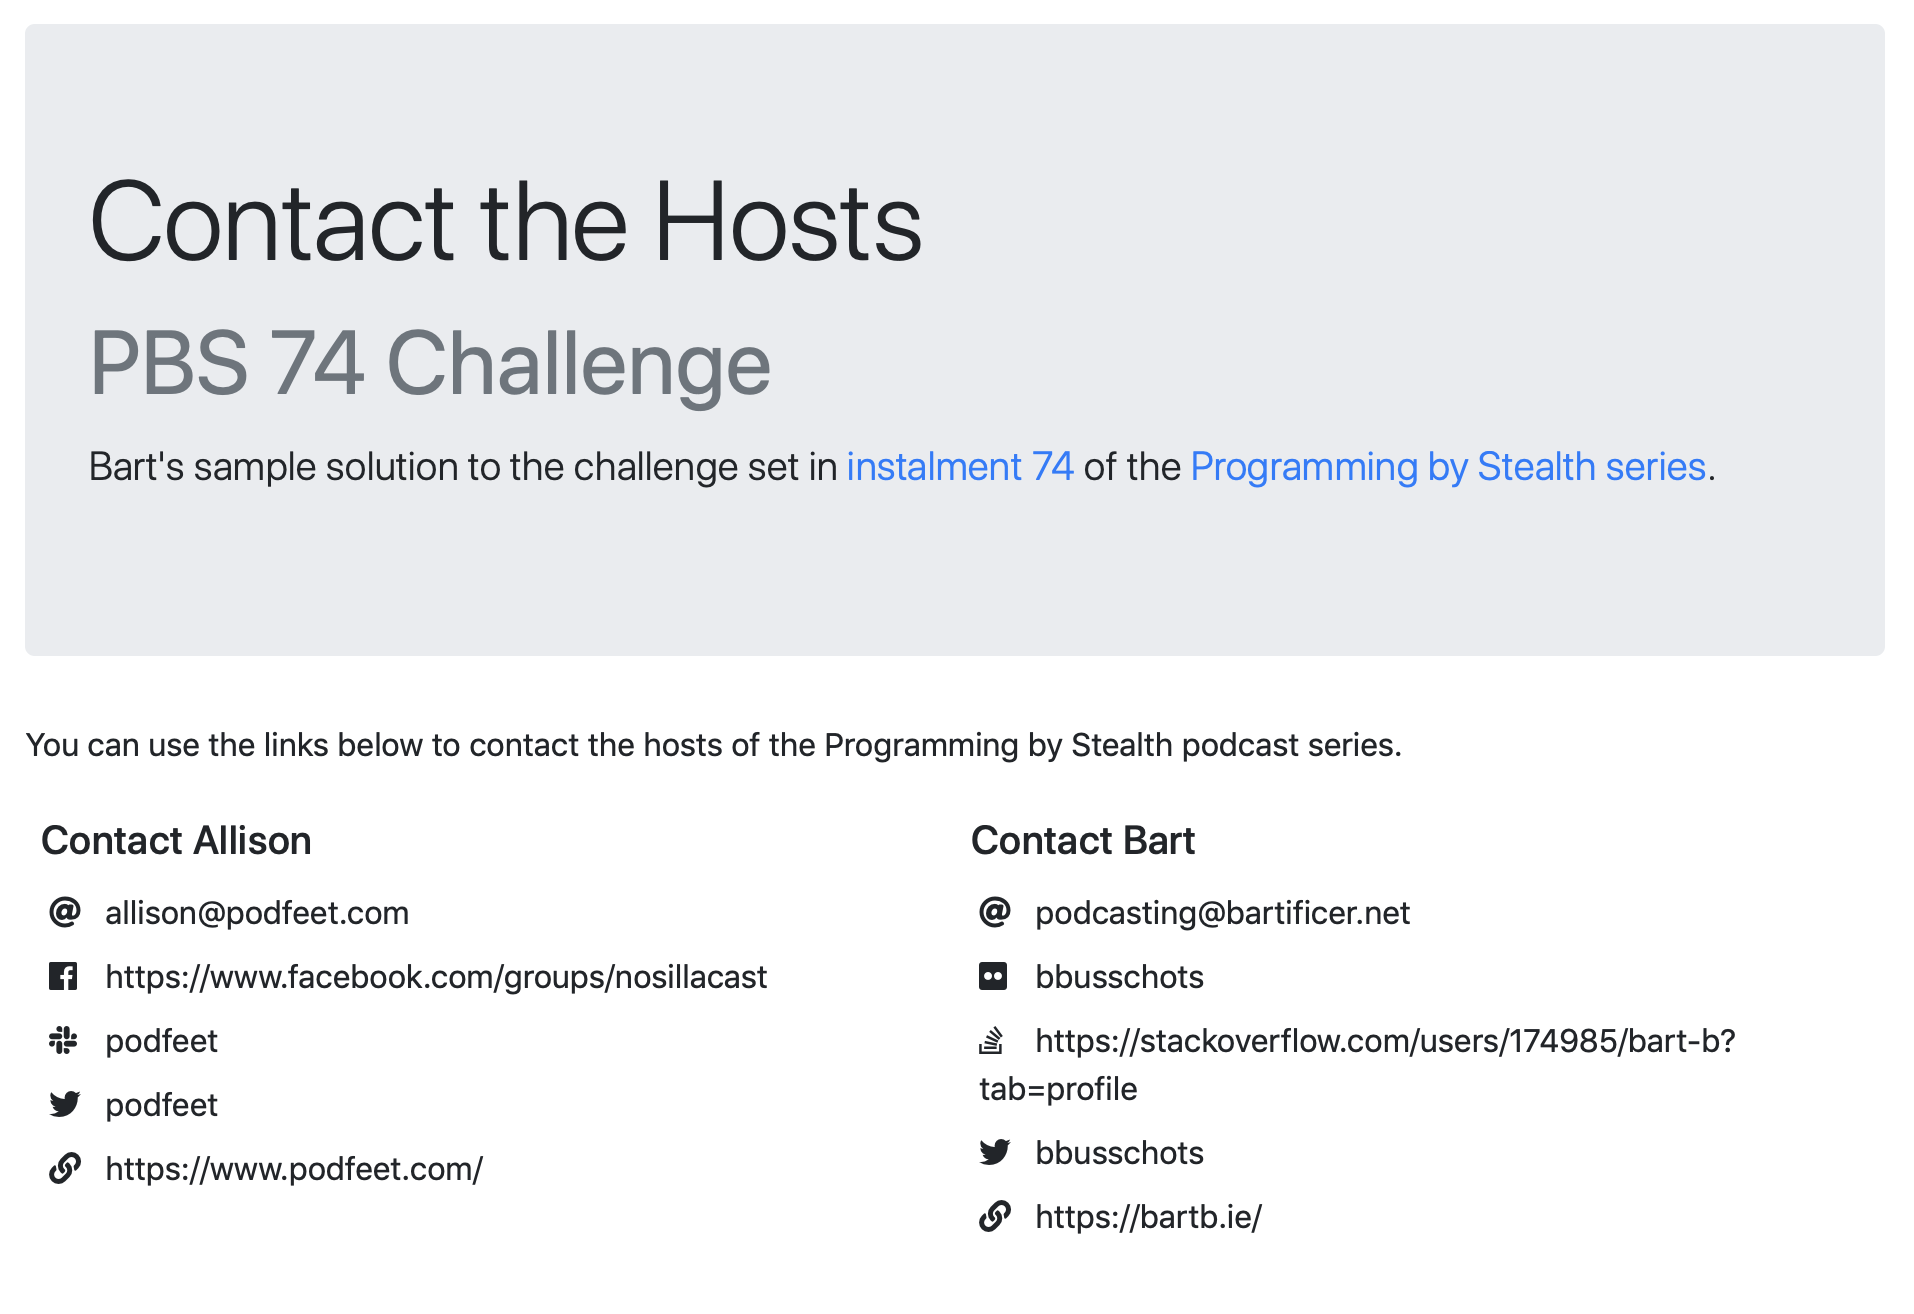 Contact the Hosts
PBS 74 Challenge
Bart's sample solution to the challenge set in instalment 74 of the Programming by Stealth series.
You can use the links below to contact the hosts of the Programming by Stealth podcast series.
Contact Allison
allison@podfeet.com
https://www.facebook.com/groups/nosillacast
podfeet
podfeet
https://www.podfeet.com/
Contact Bart
podcasting@bartificer.net
bbusschots
https://stackoverflow.com/users/174985/bart-b?
tab=profile
bbusschots
https://bartb.ie/